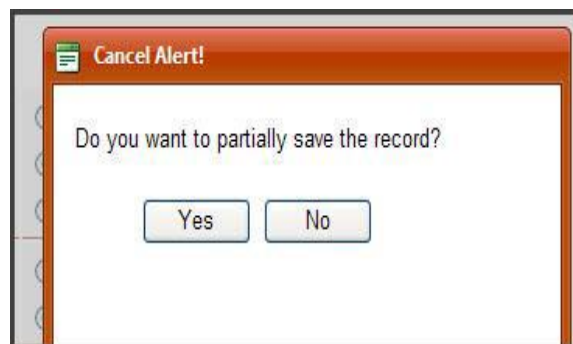 Cancel Alert!
Do you want to partially save the record?
Yes No